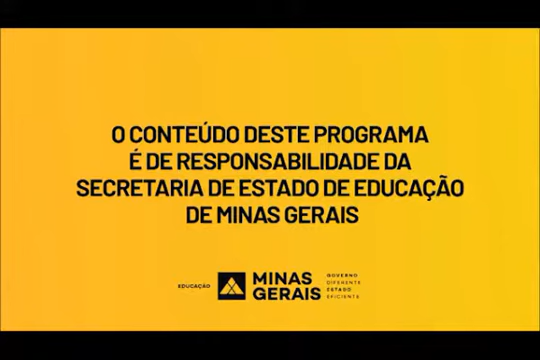 O CONTEÚDO DESTE PROGRAMA
É DE RESPONSABILIDADE DA
SECRETARIA DE ESTADO DE EDUCAÇÃO
DE MINAS GERAIS
EDUCAÇÃO
MINAS
GERAIS
GOVERNO
DIFERENTE
ESTADO
EFICIENTE